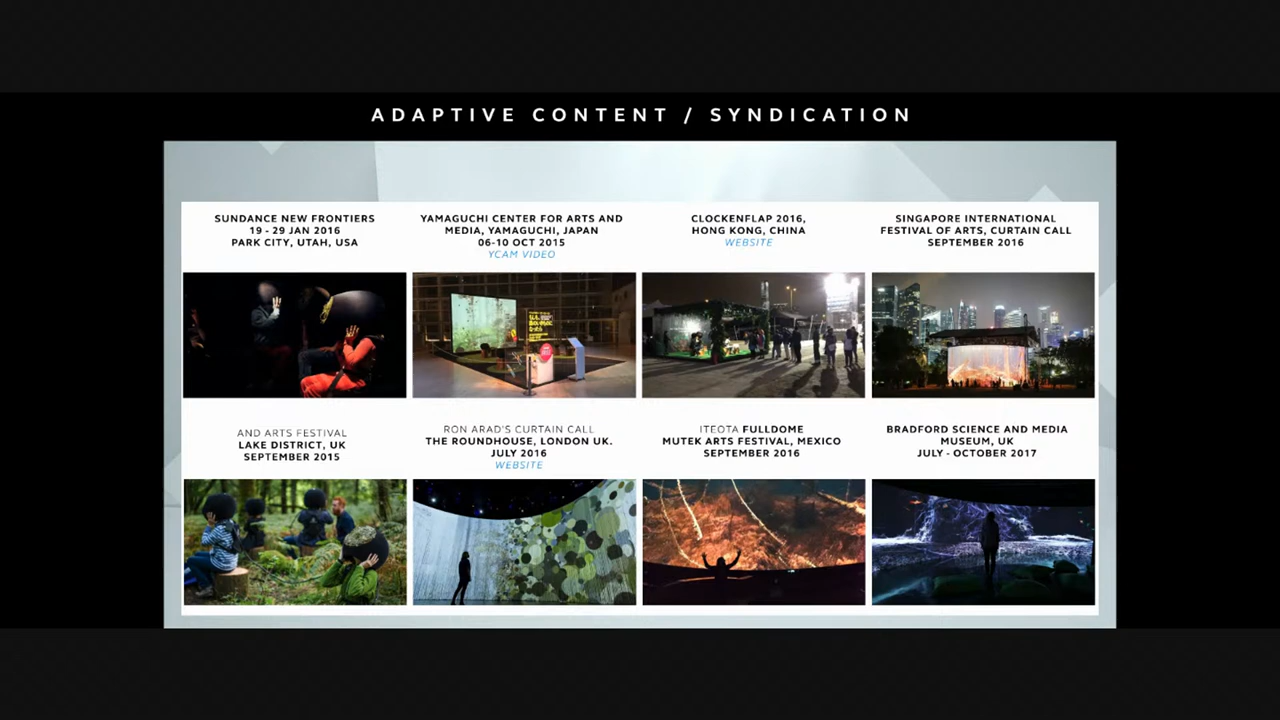 ADAPTIVE CONTENT / SYNDICATION
SUNDANCE NEW FRONTIERS
19 - 29 JAN 2016
PARK CITY, UTAH, USA
YAMAGUCHI CENTER FOR ARTS AND
MEDIA, YAMAGUCHI, JAPAN
06-10 OCT 2015
YCAM VIDEO
CLOCKENFLAP 2016,
HONG KONG, CHINA
WEBSITE
SINGAPORE INTERNATIONAL
FESTIVAL OF ARTS, CURTAIN CALL
SEPTEMBER 2016
AND ARTS FESTIVAL
LAKE DISTRICT, UK
SEPTEMBER 2015
RON ARAD'S CURTAIN CALL
THE ROUNDHOUSE, LONDON UK.
JULY 2016
WEBSITE
ITEOTA FULLDOME
MUTEK ARTS FESTIVAL, MEXICO
SEPTEMBER 2016
BRADFORD SCIENCE AND MEDIA
MUSEUM, UK
JULY - OCTOBER 2017